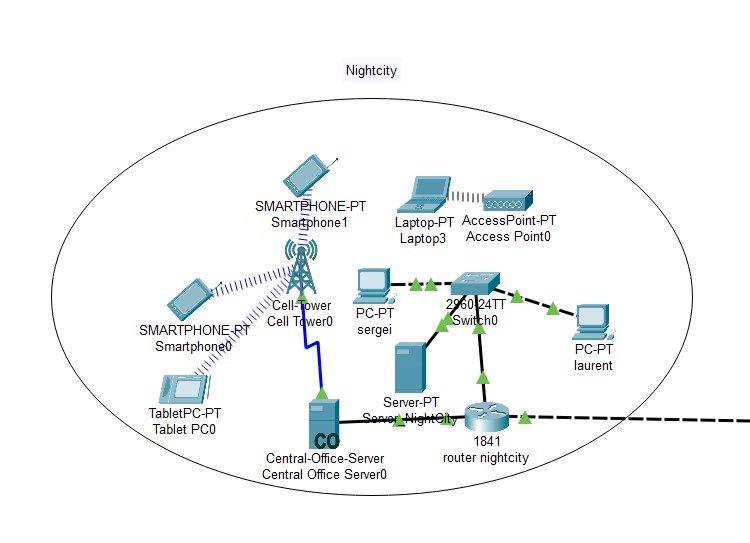 Nightcity
SMARTPHONE-PT
Smartphone1
Laptop-PT
Laptop3
AccessPoint-PT
Access Point0
Cell-Tower
Cell Tower0
PC-PT
sergei
2960-24TT
Switch0
SMARTPHONE-PT
Smartphone0
PC-PT
laurent
TabletPC-PT
Tablet PC0
Server-PT
Server-NightCity
CO
Central-Office-Server
Central Office Server0
1841
router nightcity